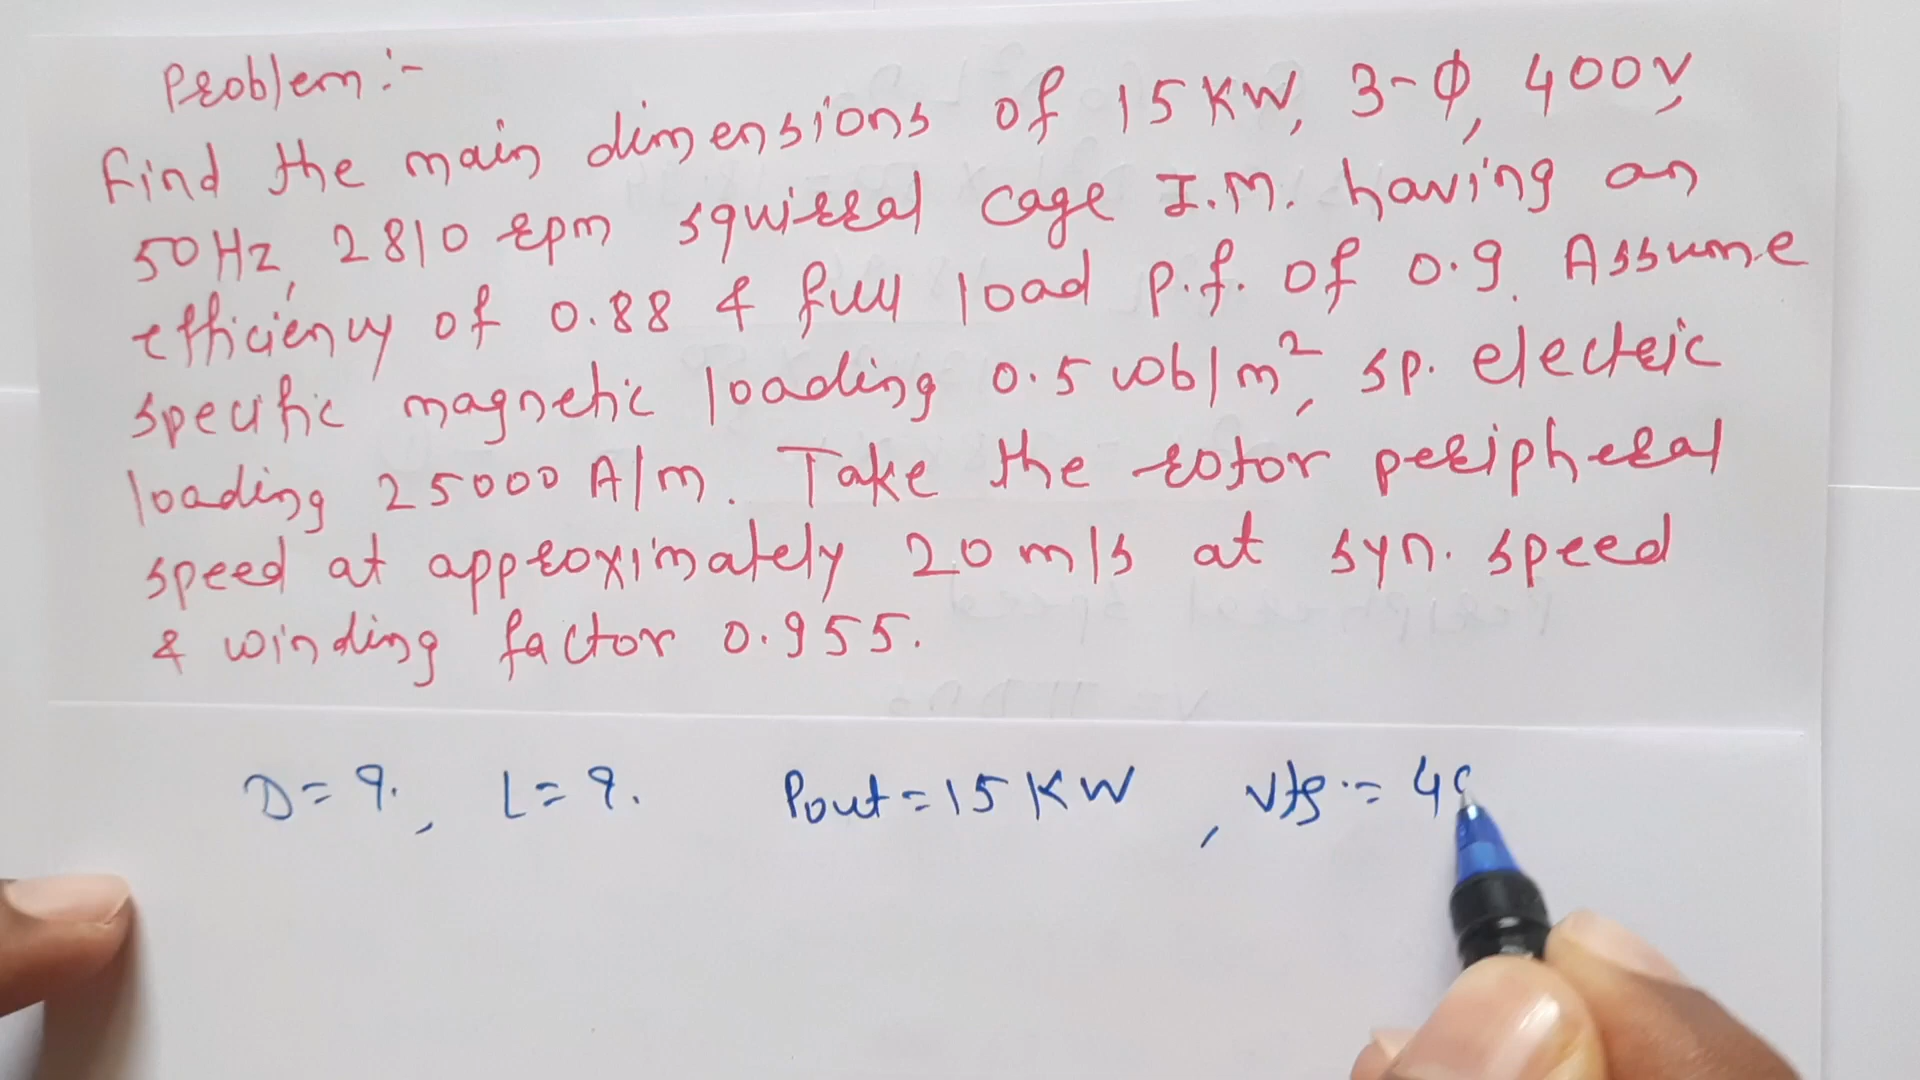 Problem:-
Find the main dimensions of 15 KW, 3-Φ, 400V,
50Hz, 2810 rpm squirral cage I.M. having an
efficiency of 0.88 & full load p.f. of 0.9. Assume
specific magnetic loading 0.5 wb/m², sp. electric
loading 25000 A/m. Take the rotor peripheral
speed at approximately 20 m/s at syn. speed
& winding factor 0.955.
D = ?, L = ?. Pout = 15 KW, Vtg. = 40